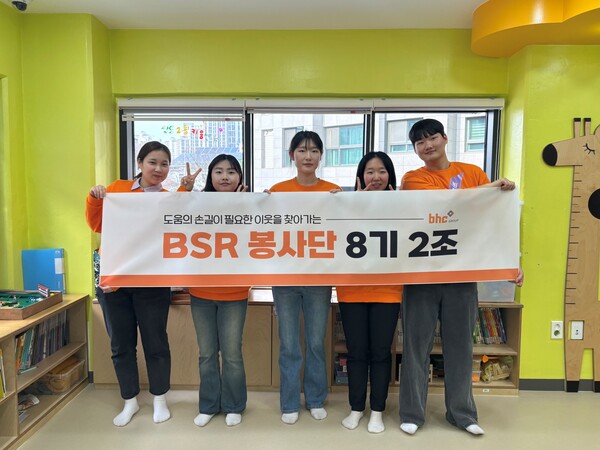 도움의 손길이 필요한 이웃을 찾아가는
bhc
BSR 봉사단 8기 2조